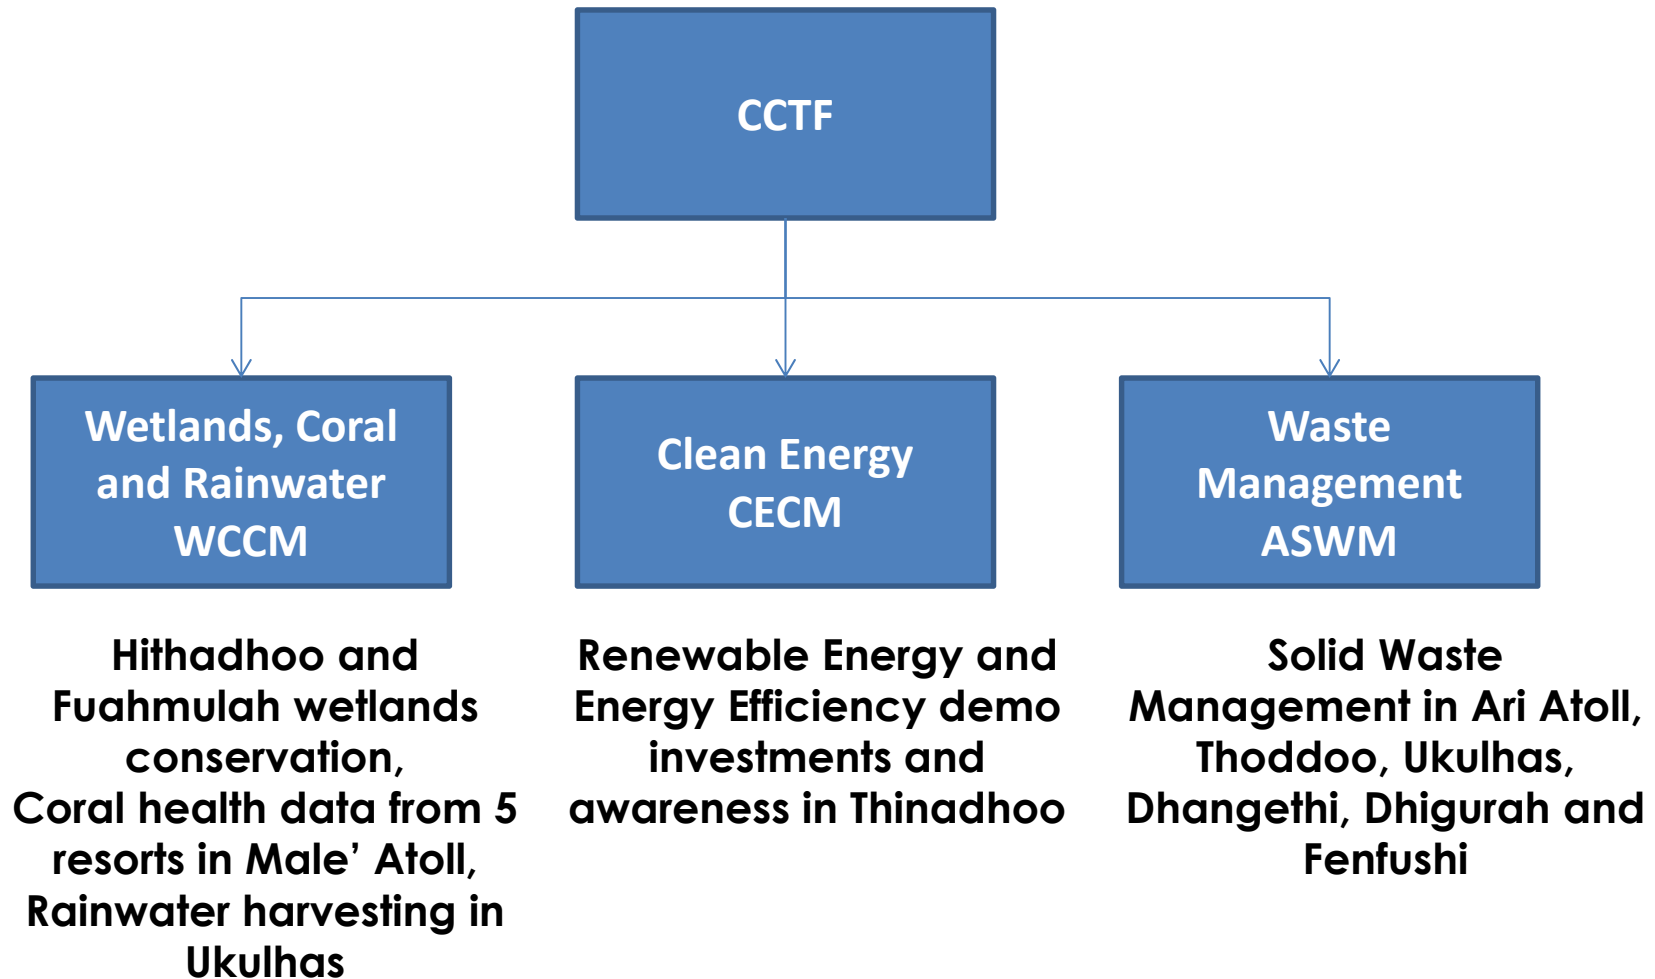 CCTF
Wetlands, Coral
and Rainwater
WCCM
Clean Energy
CECM
Waste
Management
ASWM
Hithadhoo and
Fuahmulah wetlands
conservation,
Coral health data from 5
resorts in Male’ Atoll,
Rainwater harvesting in
Ukulhas
Renewable Energy and
Energy Efficiency demo
investments and
awareness in Thinadhoo
Solid Waste
Management in Ari Atoll,
Thoddoo, Ukulhas,
Dhangethi, Dhigurah and
Fenfushi